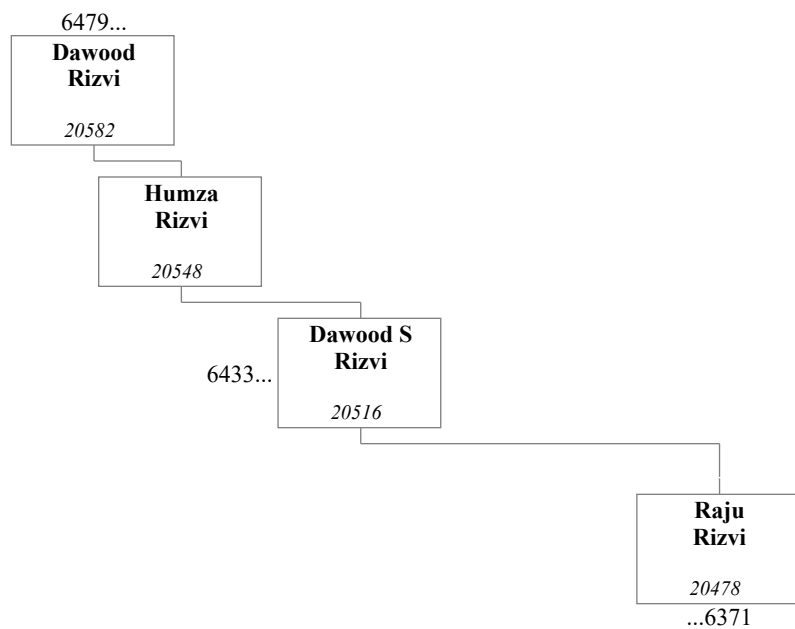 6479...
Dawood
Rizvi
20582
Humza
Rizvi
20548
Dawood S
Rizvi
6433...
20516
Raju
Rizvi
20478
...6371